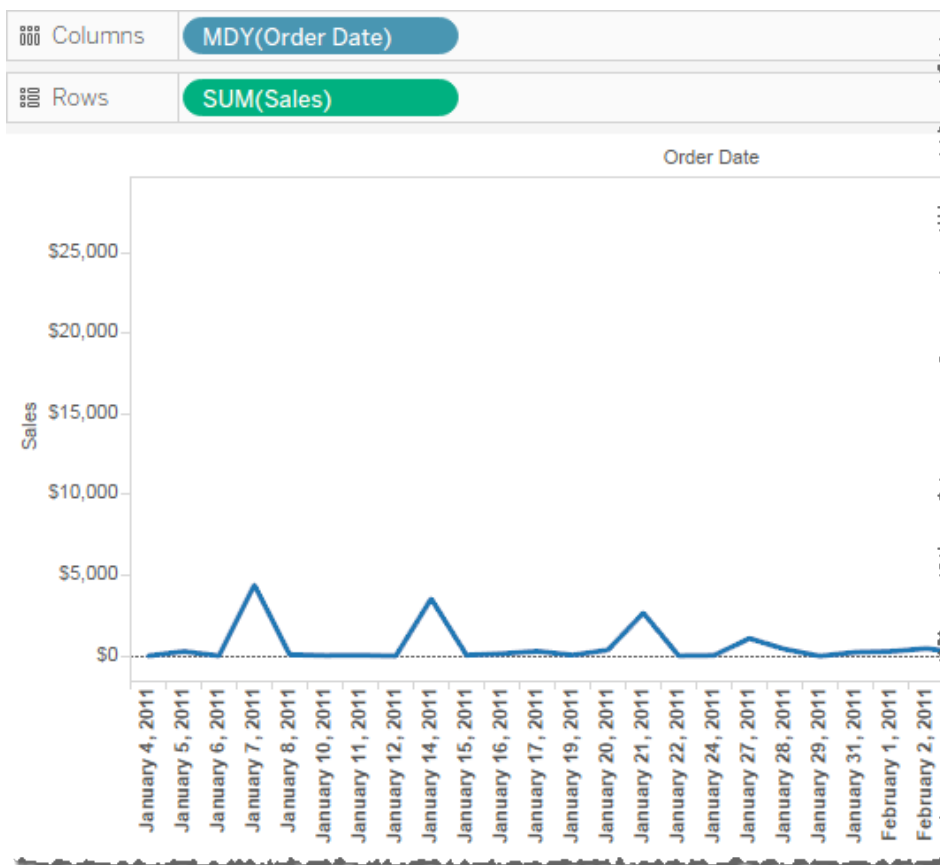 Columns MDY(Order Date)
Rows SUM(Sales)
Order Date
$25,000
$20,000
$15,000
$10,000
$5,000
$0
Sales
January 4, 2011
January 5, 2011
January 6, 2011
January 7, 2011
January 8, 2011
January 10, 2011
January 11, 2011
January 12, 2011
January 14, 2011
January 15, 2011
January 16, 2011
January 17, 2011
January 19, 2011
January 20, 2011
January 21, 2011
January 22, 2011
January 24, 2011
January 27, 2011
January 28, 2011
January 29, 2011
January 31, 2011
February 1, 2011
February 2, 2011